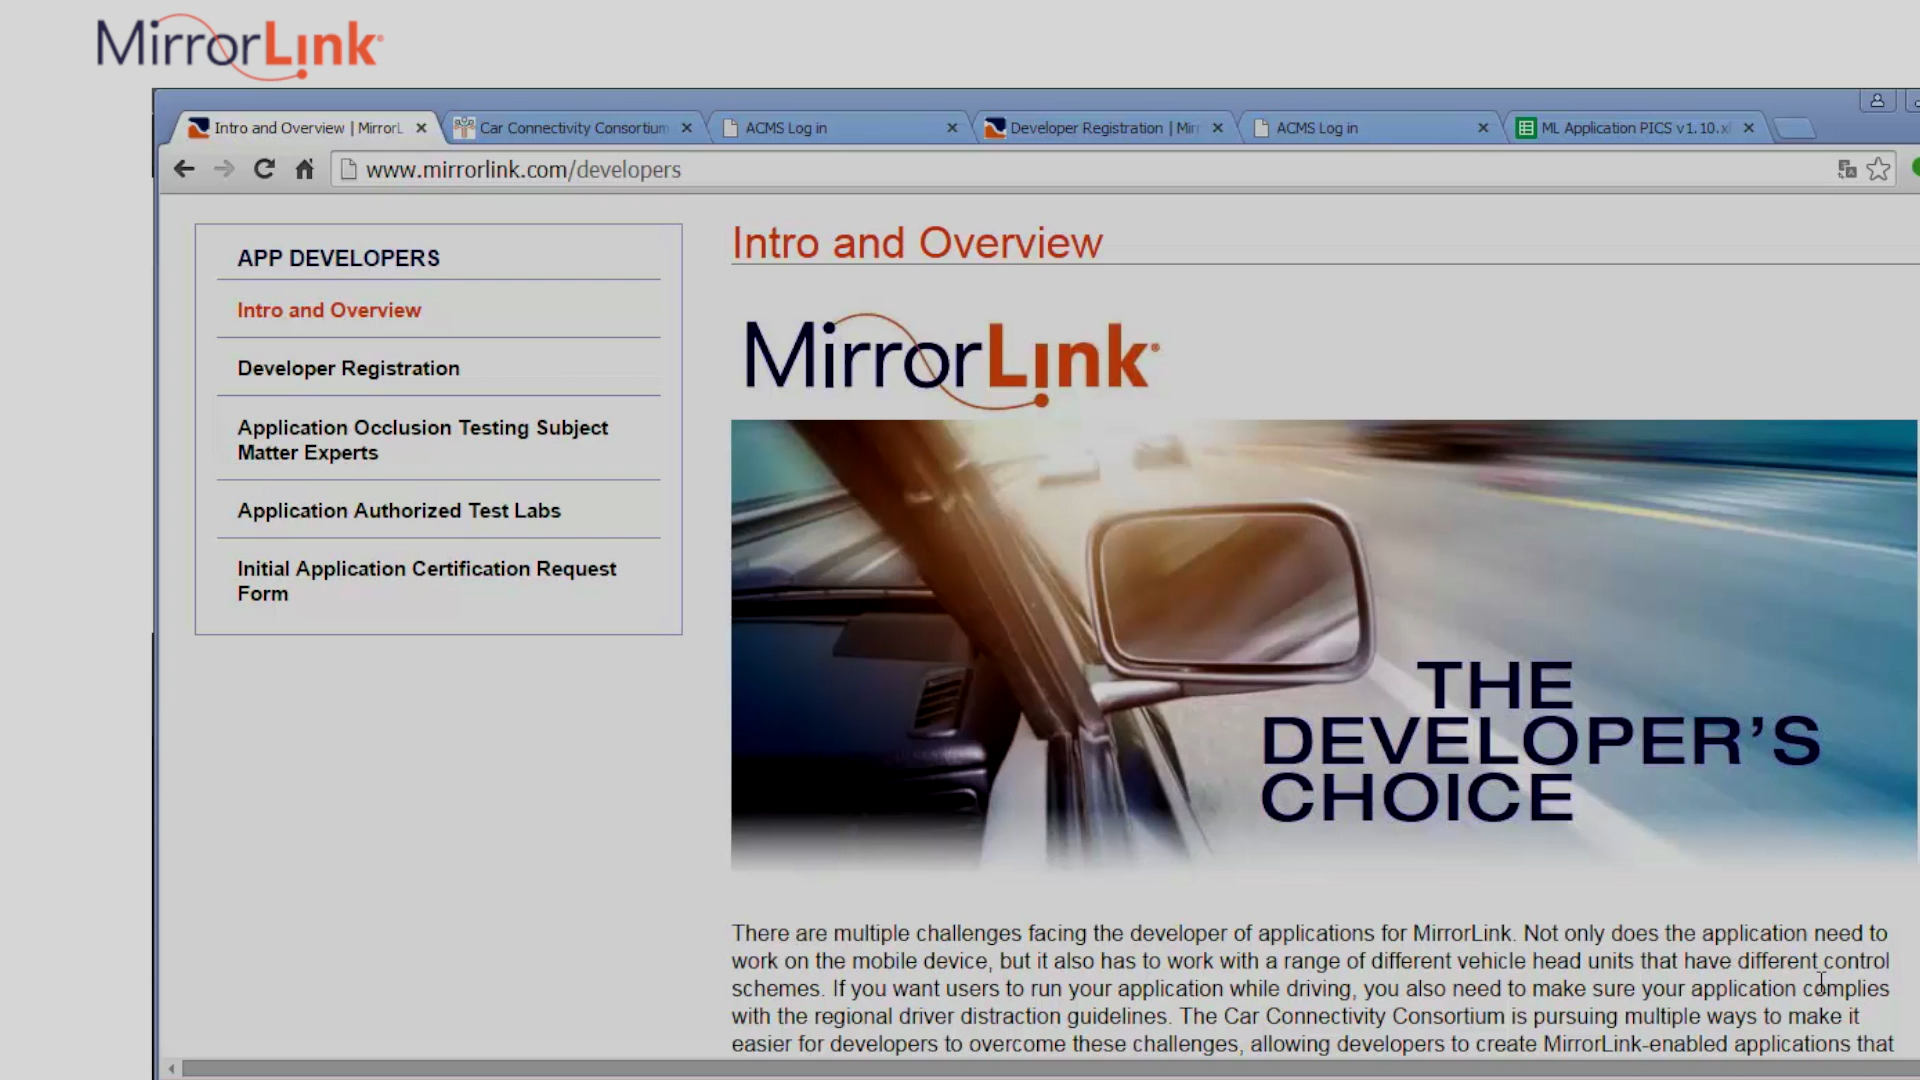 MirrorLink
Intro and Overview | MirrorL
Car Connectivity Consortium
ACMS Log in
Developer Registration | Mirr
ACMS Log in
ML Application PICS v1.10.xl
www.mirrorlink.com/developers
APP DEVELOPERS
Intro and Overview
Developer Registration
Application Occlusion Testing Subject
Matter Experts
Application Authorized Test Labs
Initial Application Certification Request
Form
Intro and Overview
MirrorLink
THE
DEVELOPER'S
CHOICE
There are multiple challenges facing the developer of applications for MirrorLink. Not only does the application need to
work on the mobile device, but it also has to work with a range of different vehicle head units that have different control
schemes. If you want users to run your application while driving, you also need to make sure your application complies
with the regional driver distraction guidelines. The Car Connectivity Consortium is pursuing multiple ways to make it
easier for developers to overcome these challenges, allowing developers to create MirrorLink-enabled applications that